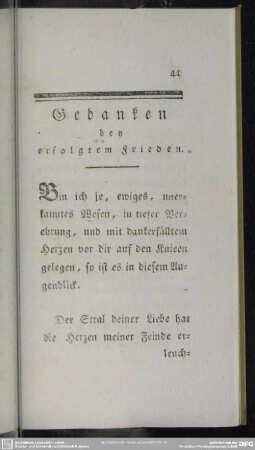 41
Gedanken
bey
erfolgtem Frieden.
Bin ich je, ewiges, uner-
kanntes Wesen, in tiefer Ver-
ehrung, und mit dankerfülltem
Herzen vor dir auf den Knieen
gelegen, so ist es in diesem Au-
genblick.
Der Stral deiner Liebe hat
die Herzen meiner Feinde er-
leuch-
DFG